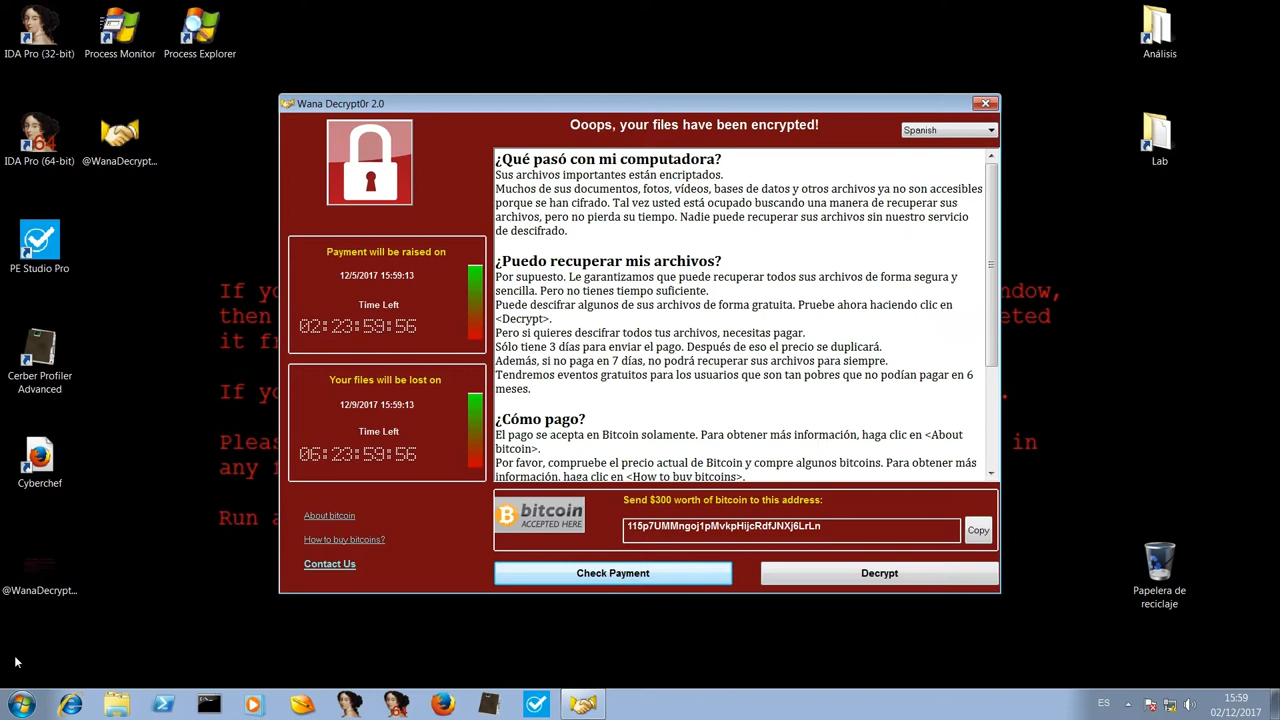 IDA Pro (32-bit)
Process Monitor
Process Explorer
Análisis
IDA Pro (64-bit)
64
@WanaDecrypt...
Lab
PE Studio Pro
Cerber Profiler
Advanced
Cyberchef
@WanaDecrypt...
Papelera de
reciclaje
If yo
ndow,
then
eted
it f
If y
Pleas
in
any f
Run a
Wana Decrypt0r 2.0
Ooops, your files have been encrypted!
Spanish
¿Qué pasó con mi computadora?
Sus archivos importantes están encriptados.
Muchos de sus documentos, fotos, vídeos, bases de datos y otros archivos ya no son accesibles
porque se han cifrado. Tal vez usted está ocupado buscando una manera de recuperar sus
archivos, pero no pierda su tiempo. Nadie puede recuperar sus archivos sin nuestro servicio
de descifrado.
¿Puedo recuperar mis archivos?
Por supuesto. Le garantizamos que puede recuperar todos sus archivos de forma segura y
sencilla. Pero no tienes tiempo suficiente.
Puede descifrar algunos de sus archivos de forma gratuita. Pruebe ahora haciendo clic en
<Decrypt>.
Pero si quieres descifrar todos tus archivos, necesitas pagar.
Sólo tiene 3 días para enviar el pago. Después de eso el precio se duplicará.
Además, si no paga en 7 días, no podrá recuperar sus archivos para siempre.
Tendremos eventos gratuitos para los usuarios que son tan pobres que no podían pagar en 6
meses.
¿Cómo pago?
El pago se acepta en Bitcoin solamente. Para obtener más información, haga clic en <About
bitcoin>.
Por favor, compruebe el precio actual de Bitcoin y compre algunos bitcoins. Para obtener más
información, haga clic en <How to buy bitcoins>.
Payment will be raised on
12/5/2017 15:59:13
Time Left
02:23:59:56
Your files will be lost on
12/9/2017 15:59:13
Time Left
06:23:59:56
About bitcoin
How to buy bitcoins?
Contact Us
bitcoin
ACCEPTED HERE
Send $300 worth of bitcoin to this address:
115p7UMMngoj1pMvkpHijcRdfJNXj6LrLn
Copy
Check Payment
Decrypt
64
ES
15:59
02/12/2017